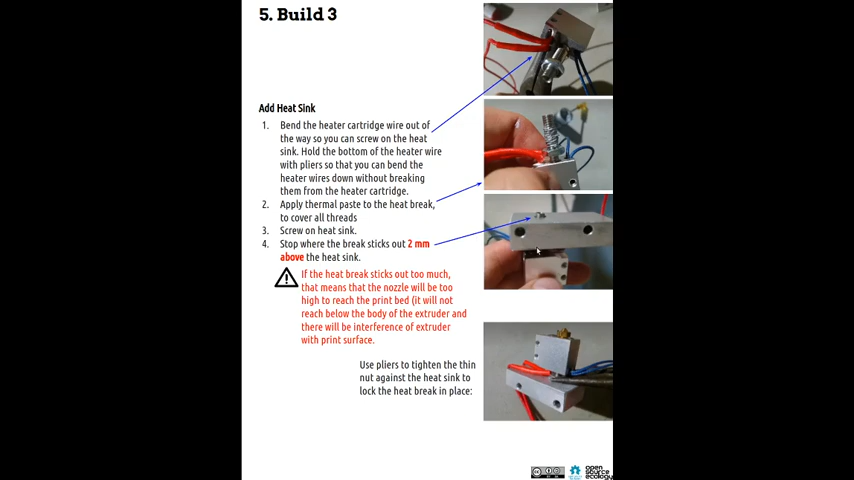 5. Build 3
Add Heat Sink
1. Bend the heater cartridge wire out of
the way so you can screw on the heat
sink. Hold the bottom of the heater wire
with pliers so that you can bend the
heater wires down without breaking
them from the heater cartridge.
2. Apply thermal paste to the heat break,
to cover all threads
3. Screw on heat sink.
4. Stop where the break sticks out 2 mm
above the heat sink.
If the heat break sticks out too much,
that means that the nozzle will be too
high to reach the print bed (it will not
reach below the body of the extruder and
there will be interference of extruder
with print surface.
Use pliers to tighten the thin
nut against the heat sink to
lock the heat break in place:
open
source
ecology